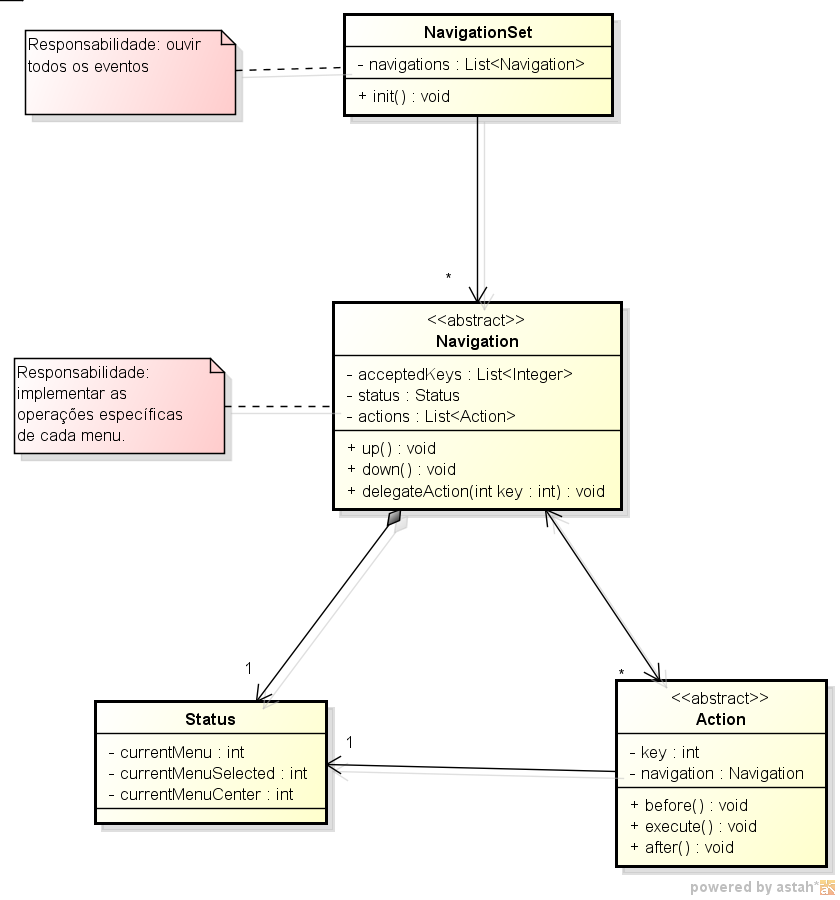 NavigationSet
- navigations : List<Navigation>
+ init() : void
Responsabilidade: ouvir
todos os eventos
*
<<abstract>>
Navigation
- acceptedKeys : List<Integer>
- status : Status
- actions : List<Action>
+ up() : void
+ down() : void
+ delegateAction(int key : int) : void
Responsabilidade:
implementar as
operações específicas
de cada menu.
1
*
Status
- currentMenu : int
- currentMenuSelected : int
- currentMenuCenter : int
1
<<abstract>>
Action
- key : int
- navigation : Navigation
+ before() : void
+ execute() : void
+ after() : void
powered by astah*